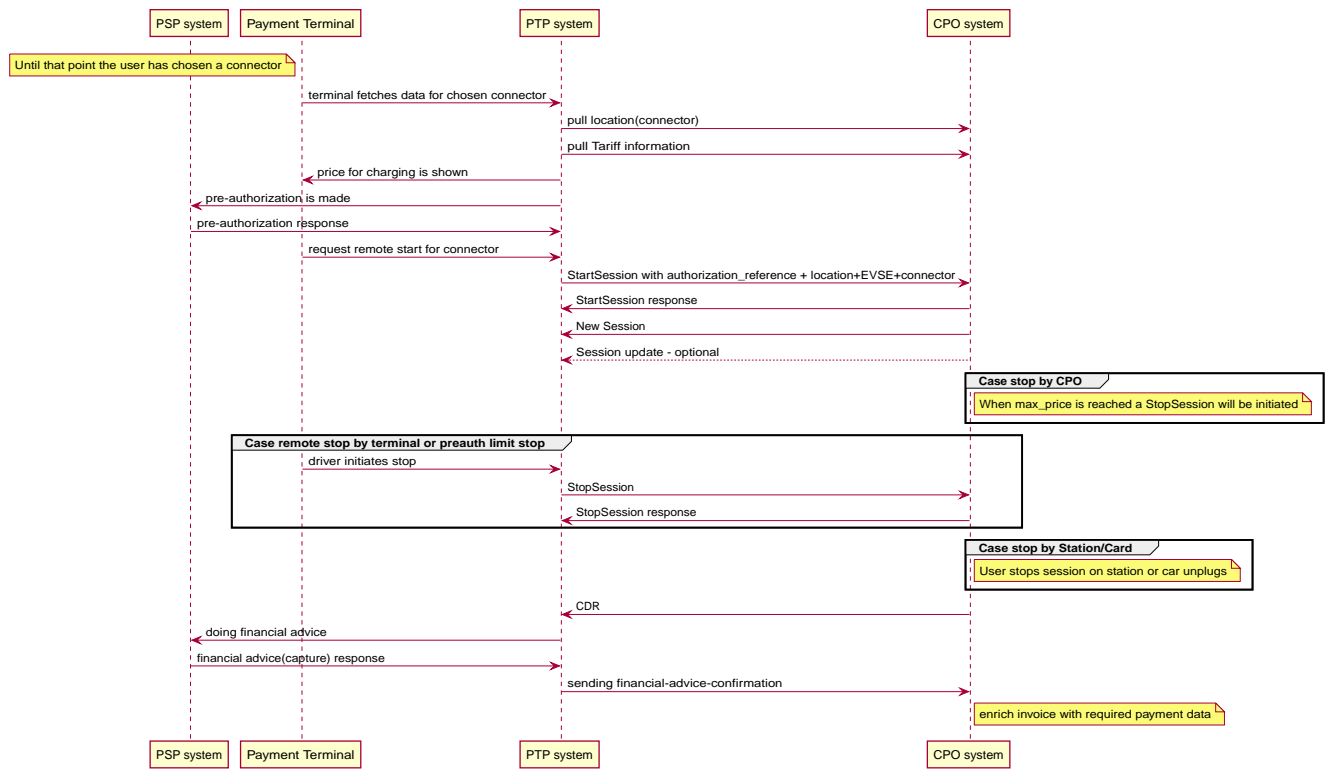 PSP system
Payment Terminal
PTP system
CPO system
Until that point the user has chosen a connector
terminal fetches data for chosen connector
pull location(connector)
pull Tariff information
price for charging is shown
pre-authorization is made
pre-authorization response
request remote start for connector
StartSession with authorization_reference + location+EVSE+connector
StartSession response
New Session
Session update - optional
Case stop by CPO
When max_price is reached a StopSession will be initiated
Case remote stop by terminal or preauth limit stop
driver initiates stop
StopSession
StopSession response
Case stop by Station/Card
User stops session on station or car unplugs
CDR
doing financial advice
financial advice(capture) response
sending financial-advice-confirmation
enrich invoice with required payment data
PSP system
Payment Terminal
PTP system
CPO system